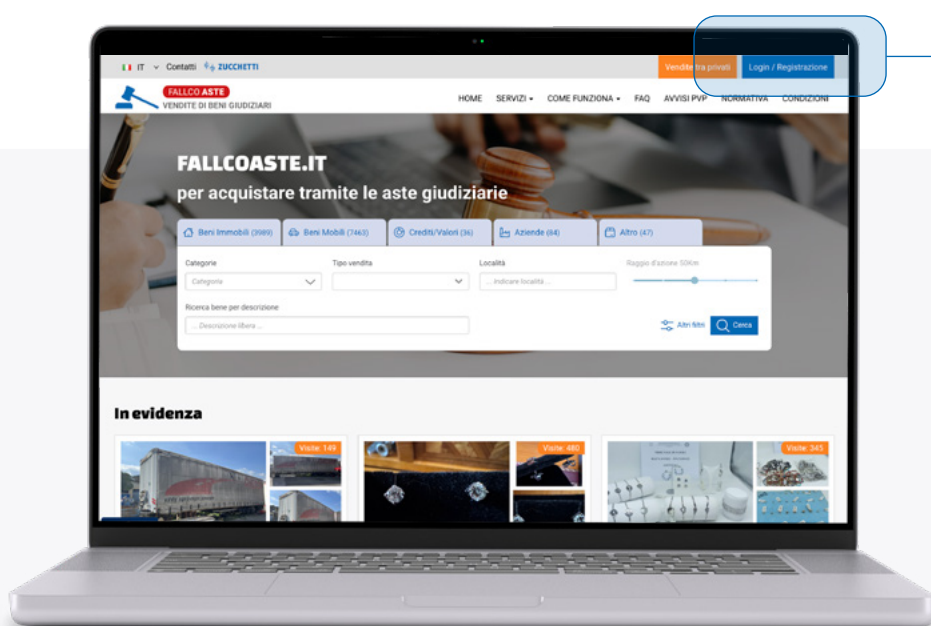 IT Contatti ZUCCHETTI Vendite tra privati Login / Registrazione
FALLCO ASTE
VENDITE DI BENI GIUDIZIARI
HOME SERVIZI COME FUNZIONA FAQ AVVISI PVP NORMATIVA CONDIZIONI
FALLCOASTE.IT
per acquistare tramite le aste giudiziarie
Beni Immobili (3989) Beni Mobili (7463) Crediti/Valori (36) Aziende (84) Altro (47)
Categorie Tipo vendita Località Raggio d'azione 50Km
Categorie ... Indicare località ...
Ricerca bene per descrizione
... Descrizione libera ... Altri filtri Cerca
In evidenza
Visite: 149 Visite: 480 Visite: 345